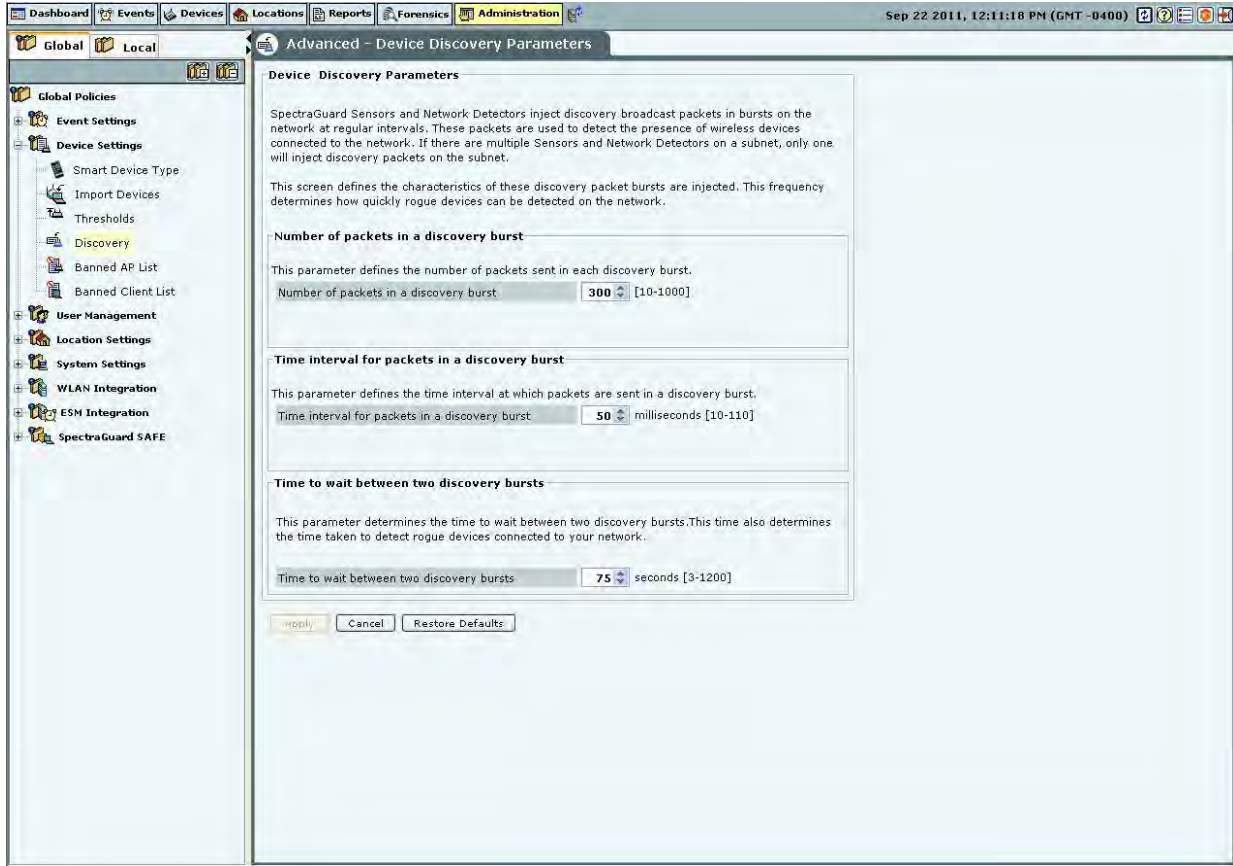 Dashboard Events Devices Locations Reports Forensics Administration Sep 22 2011, 12:11:18 PM (GMT -0400)
Global Local
Global Policies
Event Settings
Device Settings
Smart Device Type
Import Devices
Thresholds
Discovery
Banned AP List
Banned Client List
User Management
Location Settings
System Settings
WLAN Integration
ESM Integration
SpectraGuard SAFE
Advanced - Device Discovery Parameters
Device Discovery Parameters
SpectraGuard Sensors and Network Detectors inject discovery broadcast packets in bursts on the
network at regular intervals. These packets are used to detect the presence of wireless devices
connected to the network. If there are multiple Sensors and Network Detectors on a subnet, only one
will inject discovery packets on the subnet.
This screen defines the characteristics of these discovery packet bursts are injected. This frequency
determines how quickly rogue devices can be detected on the network.
Number of packets in a discovery burst
This parameter defines the number of packets sent in each discovery burst.
Number of packets in a discovery burst 300 [10-1000]
Time interval for packets in a discovery burst
This parameter defines the time interval at which packets are sent in a discovery burst.
Time interval for packets in a discovery burst 50 milliseconds [10-110]
Time to wait between two discovery bursts
This parameter determines the time to wait between two discovery bursts.This time also determines
the time taken to detect rogue devices connected to your network.
Time to wait between two discovery bursts 75 seconds [3-1200]
Apply Cancel Restore Defaults